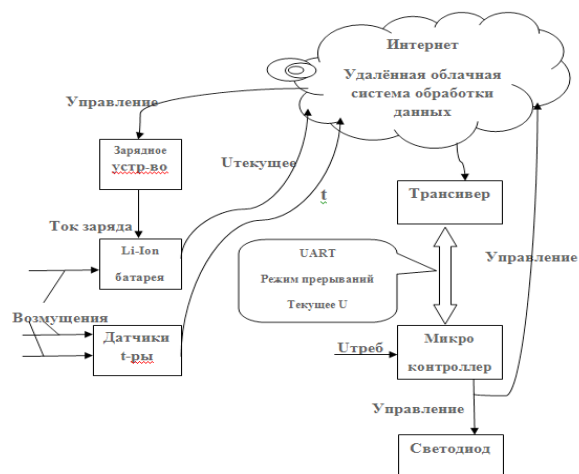 Интернет
Удалённая облачная
система обработки
данных
Управление
Зарядное
устр-во
Uтекущее
t
Трансивер
Ток заряда
Li-Ion
батарея
UART
Режим прерываний
Текущее U
Управление
Возмущения
Датчики
t-ры
Uтреб
Микро
контроллер
Управление
Светодиод